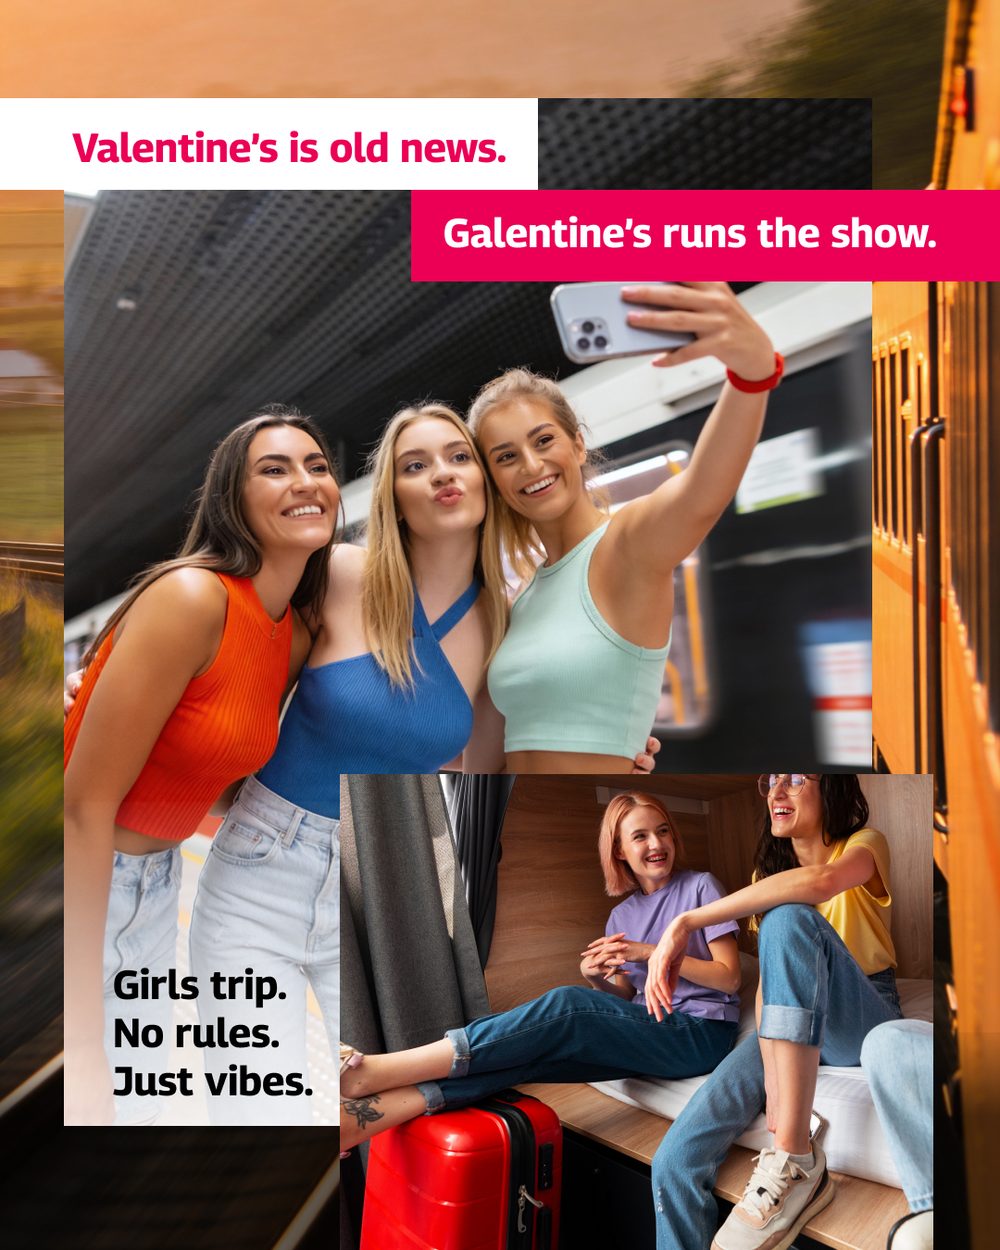 Valentine’s is old news.
Galentine’s runs the show.
Girls trip.
No rules.
Just vibes.